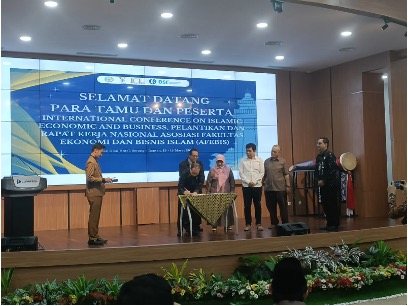 SELAMAT DATANG
PARA TAMU DAN PESERTA
INTERNATIONAL CONFERENCE ON ISLAMIC
ECONOMIC AND BUSINESS, PELANTIKAN DAN
RAPAT KERJA NASIONAL ASOSIASI FAKULTAS
EKONOMI DAN BISNIS ISLAM (AFEBIS)